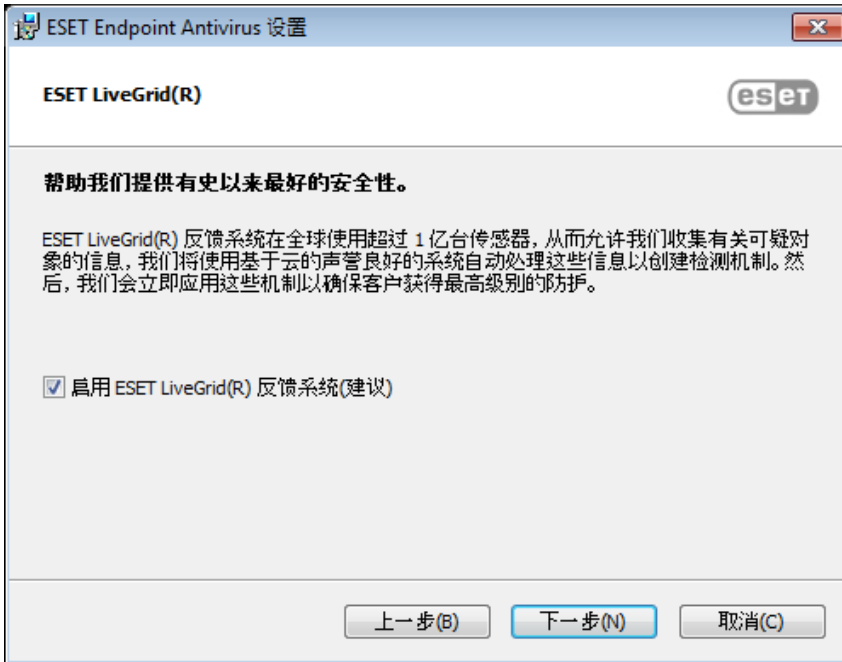 ESET Endpoint Antivirus 设置
ESET LiveGrid(R)
eset
帮助我们提供有史以来最好的安全性。
ESET LiveGrid(R) 反馈系统在全球使用超过 1 亿台传感器, 从而允许我们收集有关可疑对
象的信息, 我们将使用基于云的声誉良好的系统自动处理这些信息以创建检测机制。然
后, 我们会立即应用这些机制以确保客户获得最高级别的防护。
启用 ESET LiveGrid(R) 反馈系统(建议)
上一步(B)
下一步(N)
取消(C)